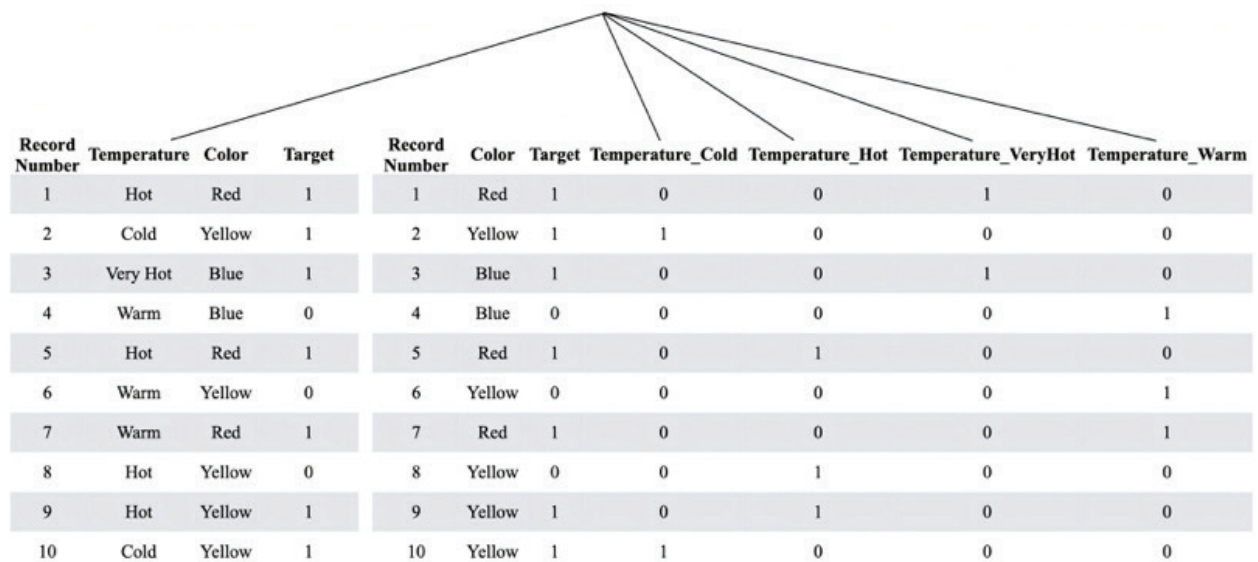 Record Number Temperature Color Target Record Number Color Target Temperature_Cold Temperature_Hot Temperature_VeryHot Temperature_Warm
1 Hot Red 1 1 Red 1 0 0 1 0
2 Cold Yellow 1 2 Yellow 1 1 0 0 0
3 Very Hot Blue 1 3 Blue 1 0 0 1 0
4 Warm Blue 0 4 Blue 0 0 0 0 1
5 Hot Red 1 5 Red 1 0 1 0 0
6 Warm Yellow 0 6 Yellow 0 0 0 0 1
7 Warm Red 1 7 Red 1 0 0 0 1
8 Hot Yellow 0 8 Yellow 0 0 1 0 0
9 Hot Yellow 1 9 Yellow 1 0 1 0 0
10 Cold Yellow 1 10 Yellow 1 1 0 0 0